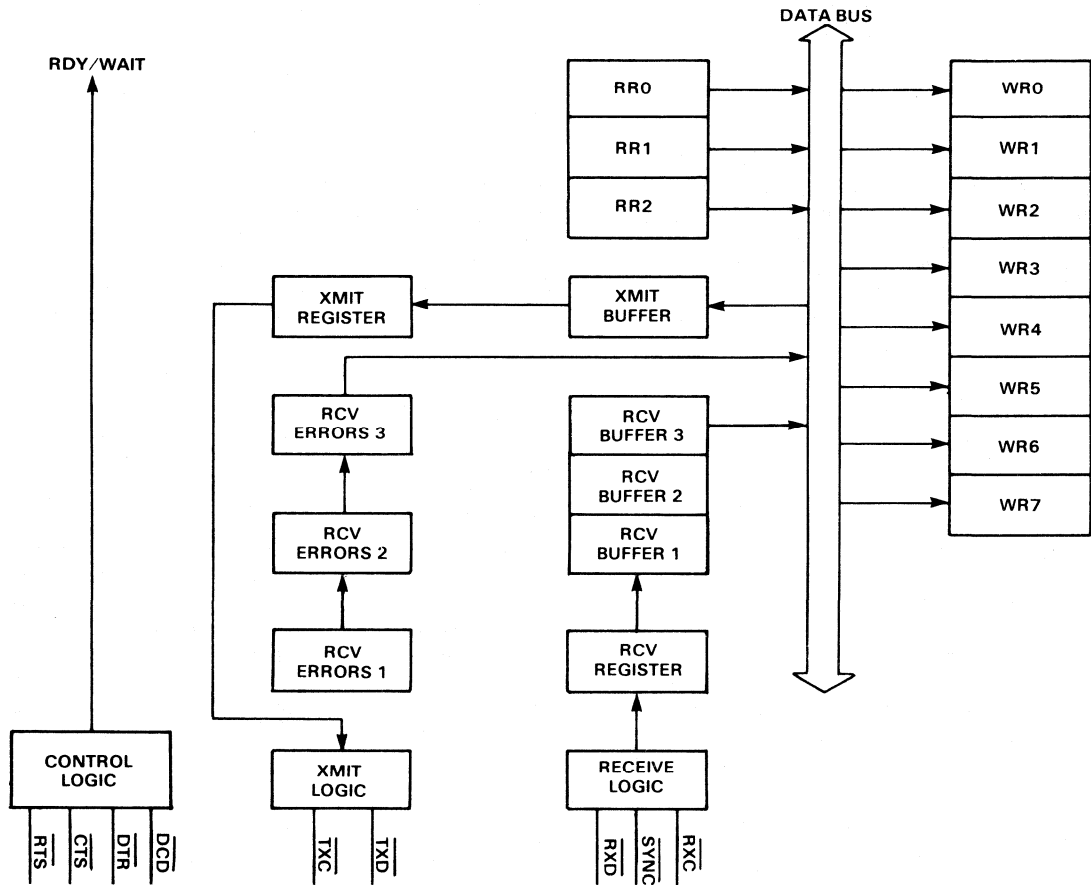 DATA BUS
RDY/WAIT
RR0
RR1
RR2
WR0
WR1
WR2
WR3
WR4
WR5
WR6
WR7
XMIT
REGISTER
XMIT
BUFFER
RCV
ERRORS 3
RCV
ERRORS 2
RCV
ERRORS 1
RCV
BUFFER 3
RCV
BUFFER 2
RCV
BUFFER 1
RCV
REGISTER
CONTROL
LOGIC
XMIT
LOGIC
RECEIVE
LOGIC
RTS
CTS
DTR
DCD
TXC
TXD
RXD
SYNC
RXC